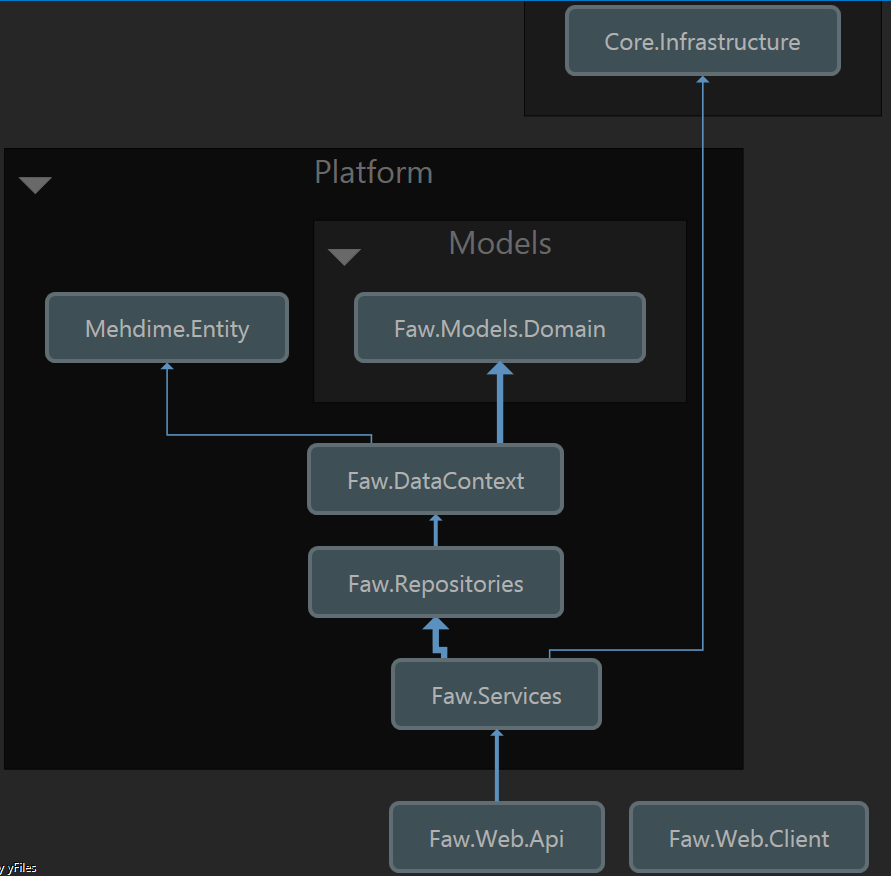 Core.Infrastructure
Platform
Models
Mehdime.Entity
Faw.Models.Domain
Faw.DataContext
Faw.Repositories
Faw.Services
Faw.Web.Api
Faw.Web.Client
y yFiles